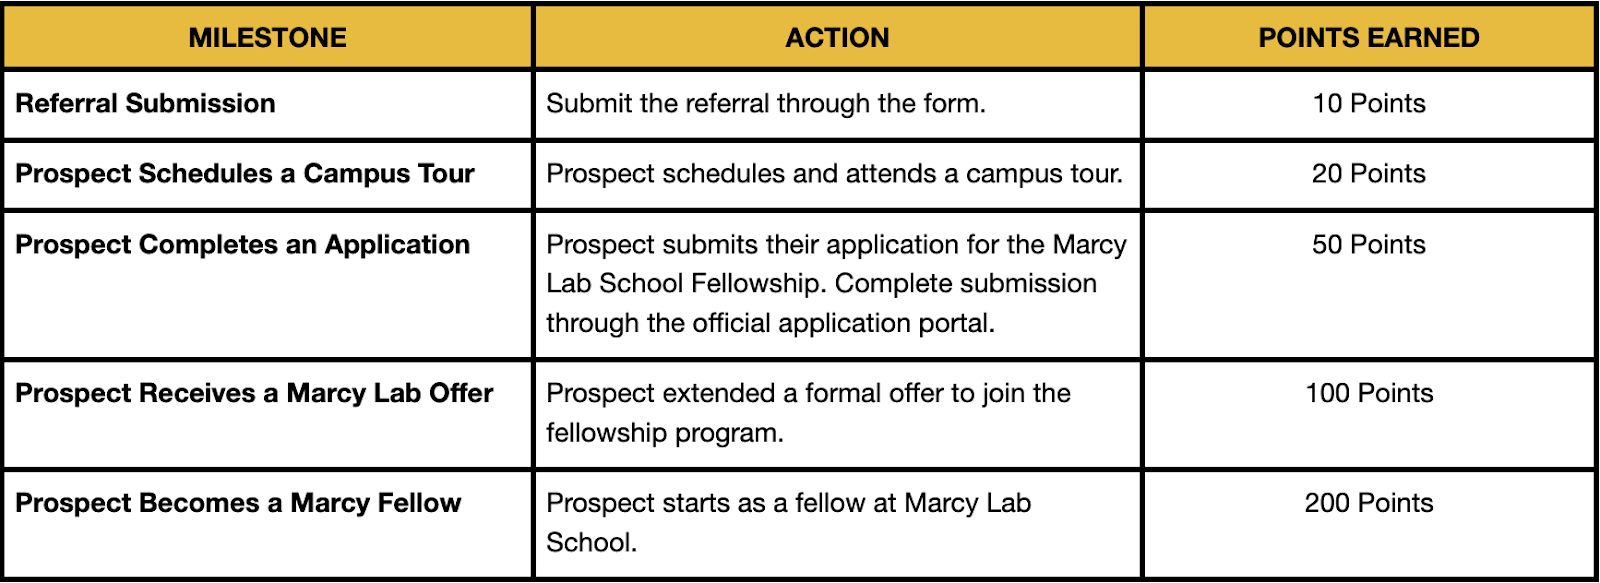 MILESTONE ACTION POINTS EARNED
Referral Submission Submit the referral through the form. 10 Points
Prospect Schedules a Campus Tour Prospect schedules and attends a campus tour. 20 Points
Prospect Completes an Application Prospect submits their application for the Marcy 50 Points
Lab School Fellowship. Complete submission
through the official application portal.
Prospect Receives a Marcy Lab Offer Prospect extended a formal offer to join the 100 Points
fellowship program.
Prospect Becomes a Marcy Fellow Prospect starts as a fellow at Marcy Lab 200 Points
School.